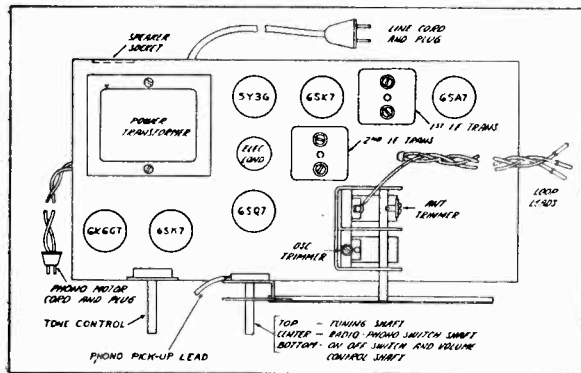 SPEAKER
SOCKET
LINE CORD
AND PLUG
POWER
TRANSFORMER
5Y3G
6SK7
6SA7
1ST IF TRANS
ELEC
COND
2ND IF TRANS
6SQ7
ANT
TRIMMER
LOOP
LEADS
6K6GT
6SK7
OSC
TRIMMER
PHONO MOTOR
CORD AND PLUG
TONE CONTROL
PHONO PICK-UP LEAD
TOP - TUNING SHAFT
CENTER - RADIO-PHONO SWITCH SHAFT
BOTTOM - ON OFF SWITCH AND VOLUME
CONTROL SHAFT